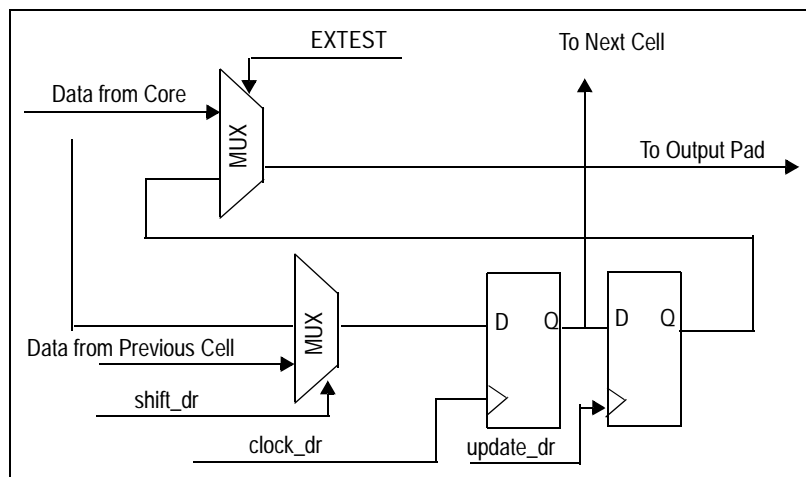 EXTEST
To Next Cell
Data from Core
MUX
To Output Pad
MUX
D Q
D Q
Data from Previous Cell
shift_dr
clock_dr
update_dr